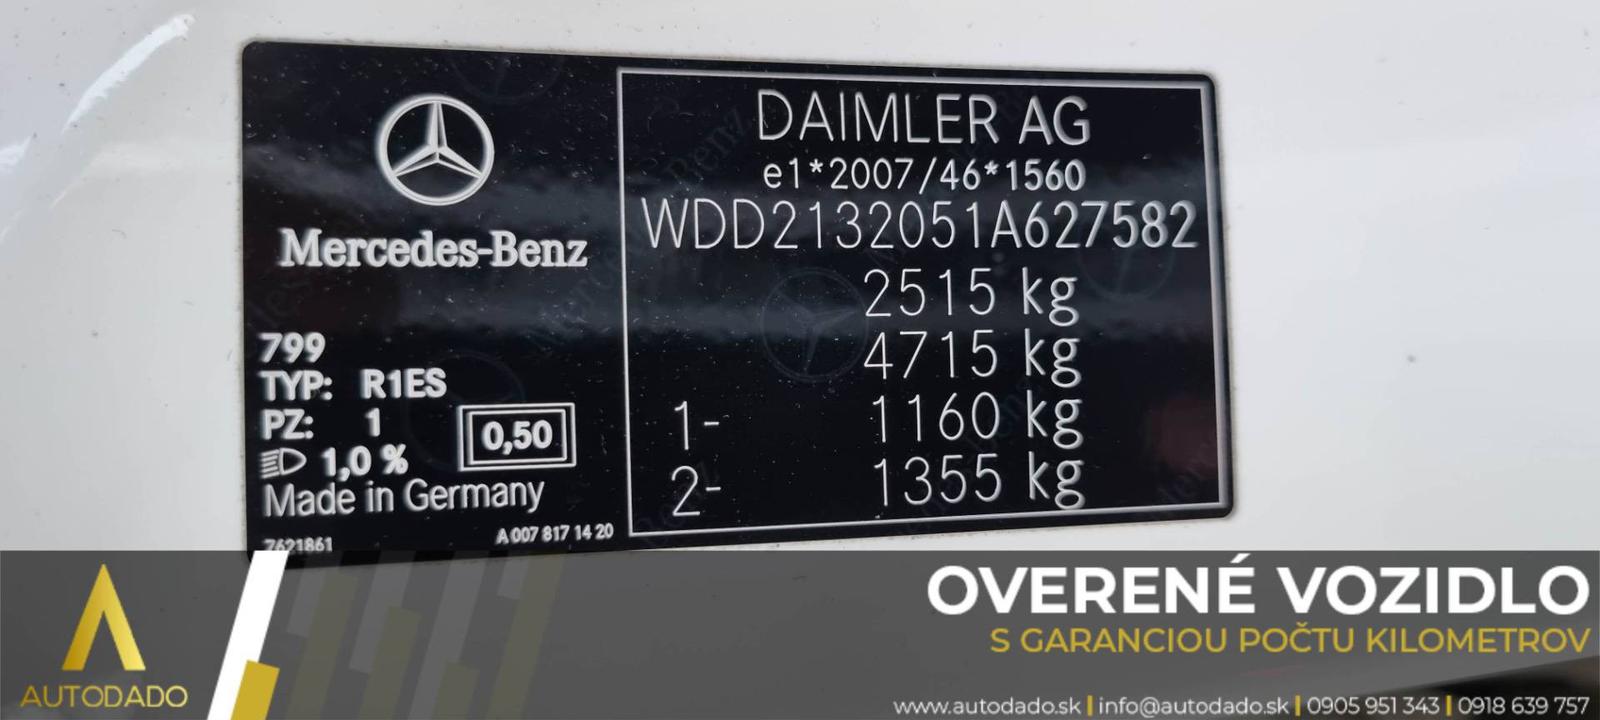 Mercedes-Benz
799
TYP: R1ES
PZ: 1
1,0 %
0,50
Made in Germany
7621861
A 007 817 14 20
DAIMLER AG
e1*2007/46*1560
WDD2132051A627582
2515 kg
4715 kg
1- 1160 kg
2- 1355 kg
AUTODADO
OVERENÉ VOZIDLO
S GARANCIOU POČTU KILOMETROV
www.autodado.sk | info@autodado.sk | 0905 951 343 | 0918 639 757